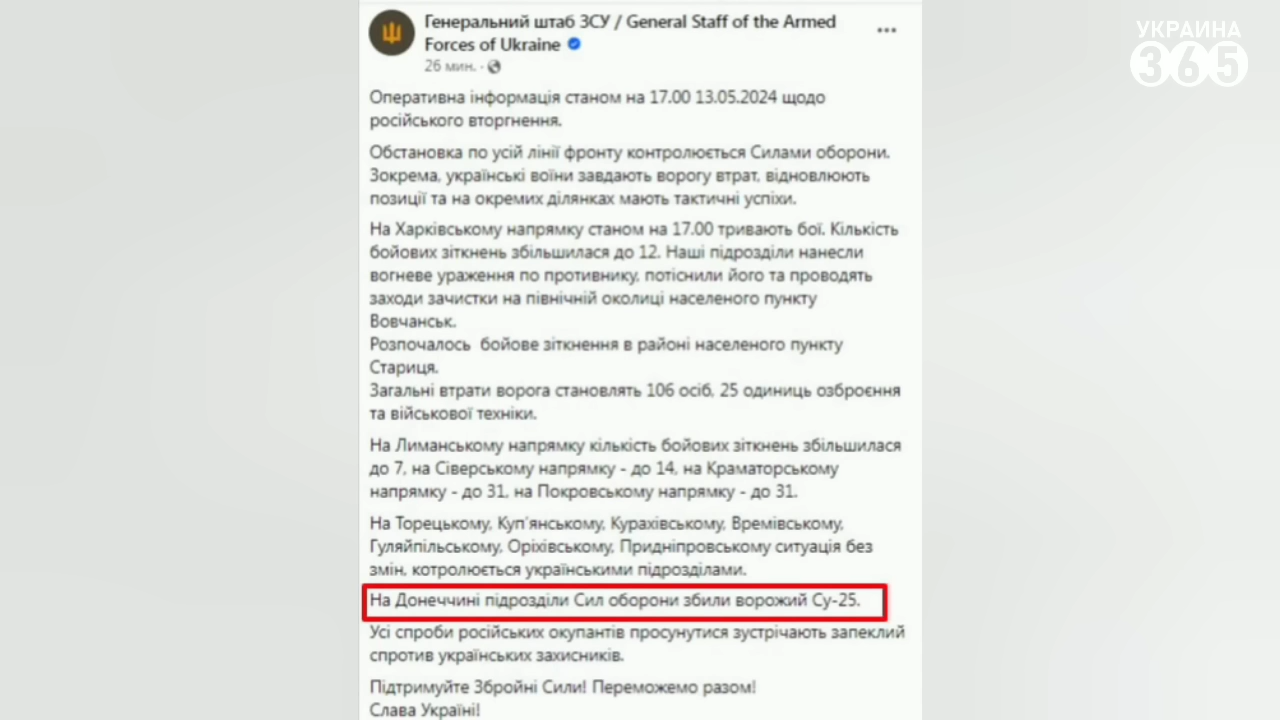 Генеральний штаб ЗСУ / General Staff of the Armed
Forces of Ukraine
26 мин. ·
УКРАИНА
365
Оперативна інформація станом на 17.00 13.05.2024 щодо
російського вторгнення.
Обстановка по усій лінії фронту контролюється Силами оборони.
Зокрема, українські воїни завдають ворогу втрат, відновлюють
позиції та на окремих ділянках мають тактичні успіхи.
На Харківському напрямку станом на 17.00 тривають бої. Кількість
бойових зіткнень збільшилася до 12. Наші підрозділи нанесли
вогневе ураження по противнику, потіснили його та проводять
заходи зачистки на північній околиці населеного пункту
Вовчанськ.
Розпочалось бойове зіткнення в районі населеного пункту
Стариця.
Загальні втрати ворога становлять 106 осіб, 25 одиниць озброєння
та військової техніки.
На Лиманському напрямку кількість бойових зіткнень збільшилася
до 7, на Сіверському напрямку - до 14, на Краматорському
напрямку - до 31, на Покровському напрямку - до 31.
На Торецькому, Куп'янському, Курахівському, Времівському,
Гуляйпільському, Оріхівському, Придніпровському ситуація без
змін, котролюється українськими підрозділами.
На Донеччині підрозділи Сил оборони збили ворожий Су-25.
Усі спроби російських окупантів просунутися зустрічають запеклий
спротив українських захисників.
Підтримуйте Збройні Сили! Переможемо разом!
Слава Україні!